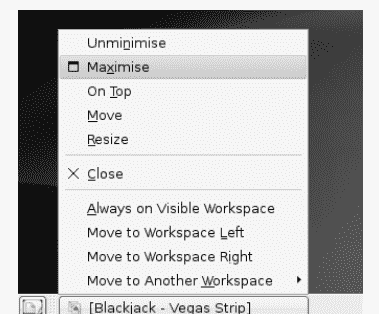 Unminimise
Maximise
On Top
Move
Resize
Close
Always on Visible Workspace
Move to Workspace Left
Move to Workspace Right
Move to Another Workspace
[Blackjack - Vegas Strip]